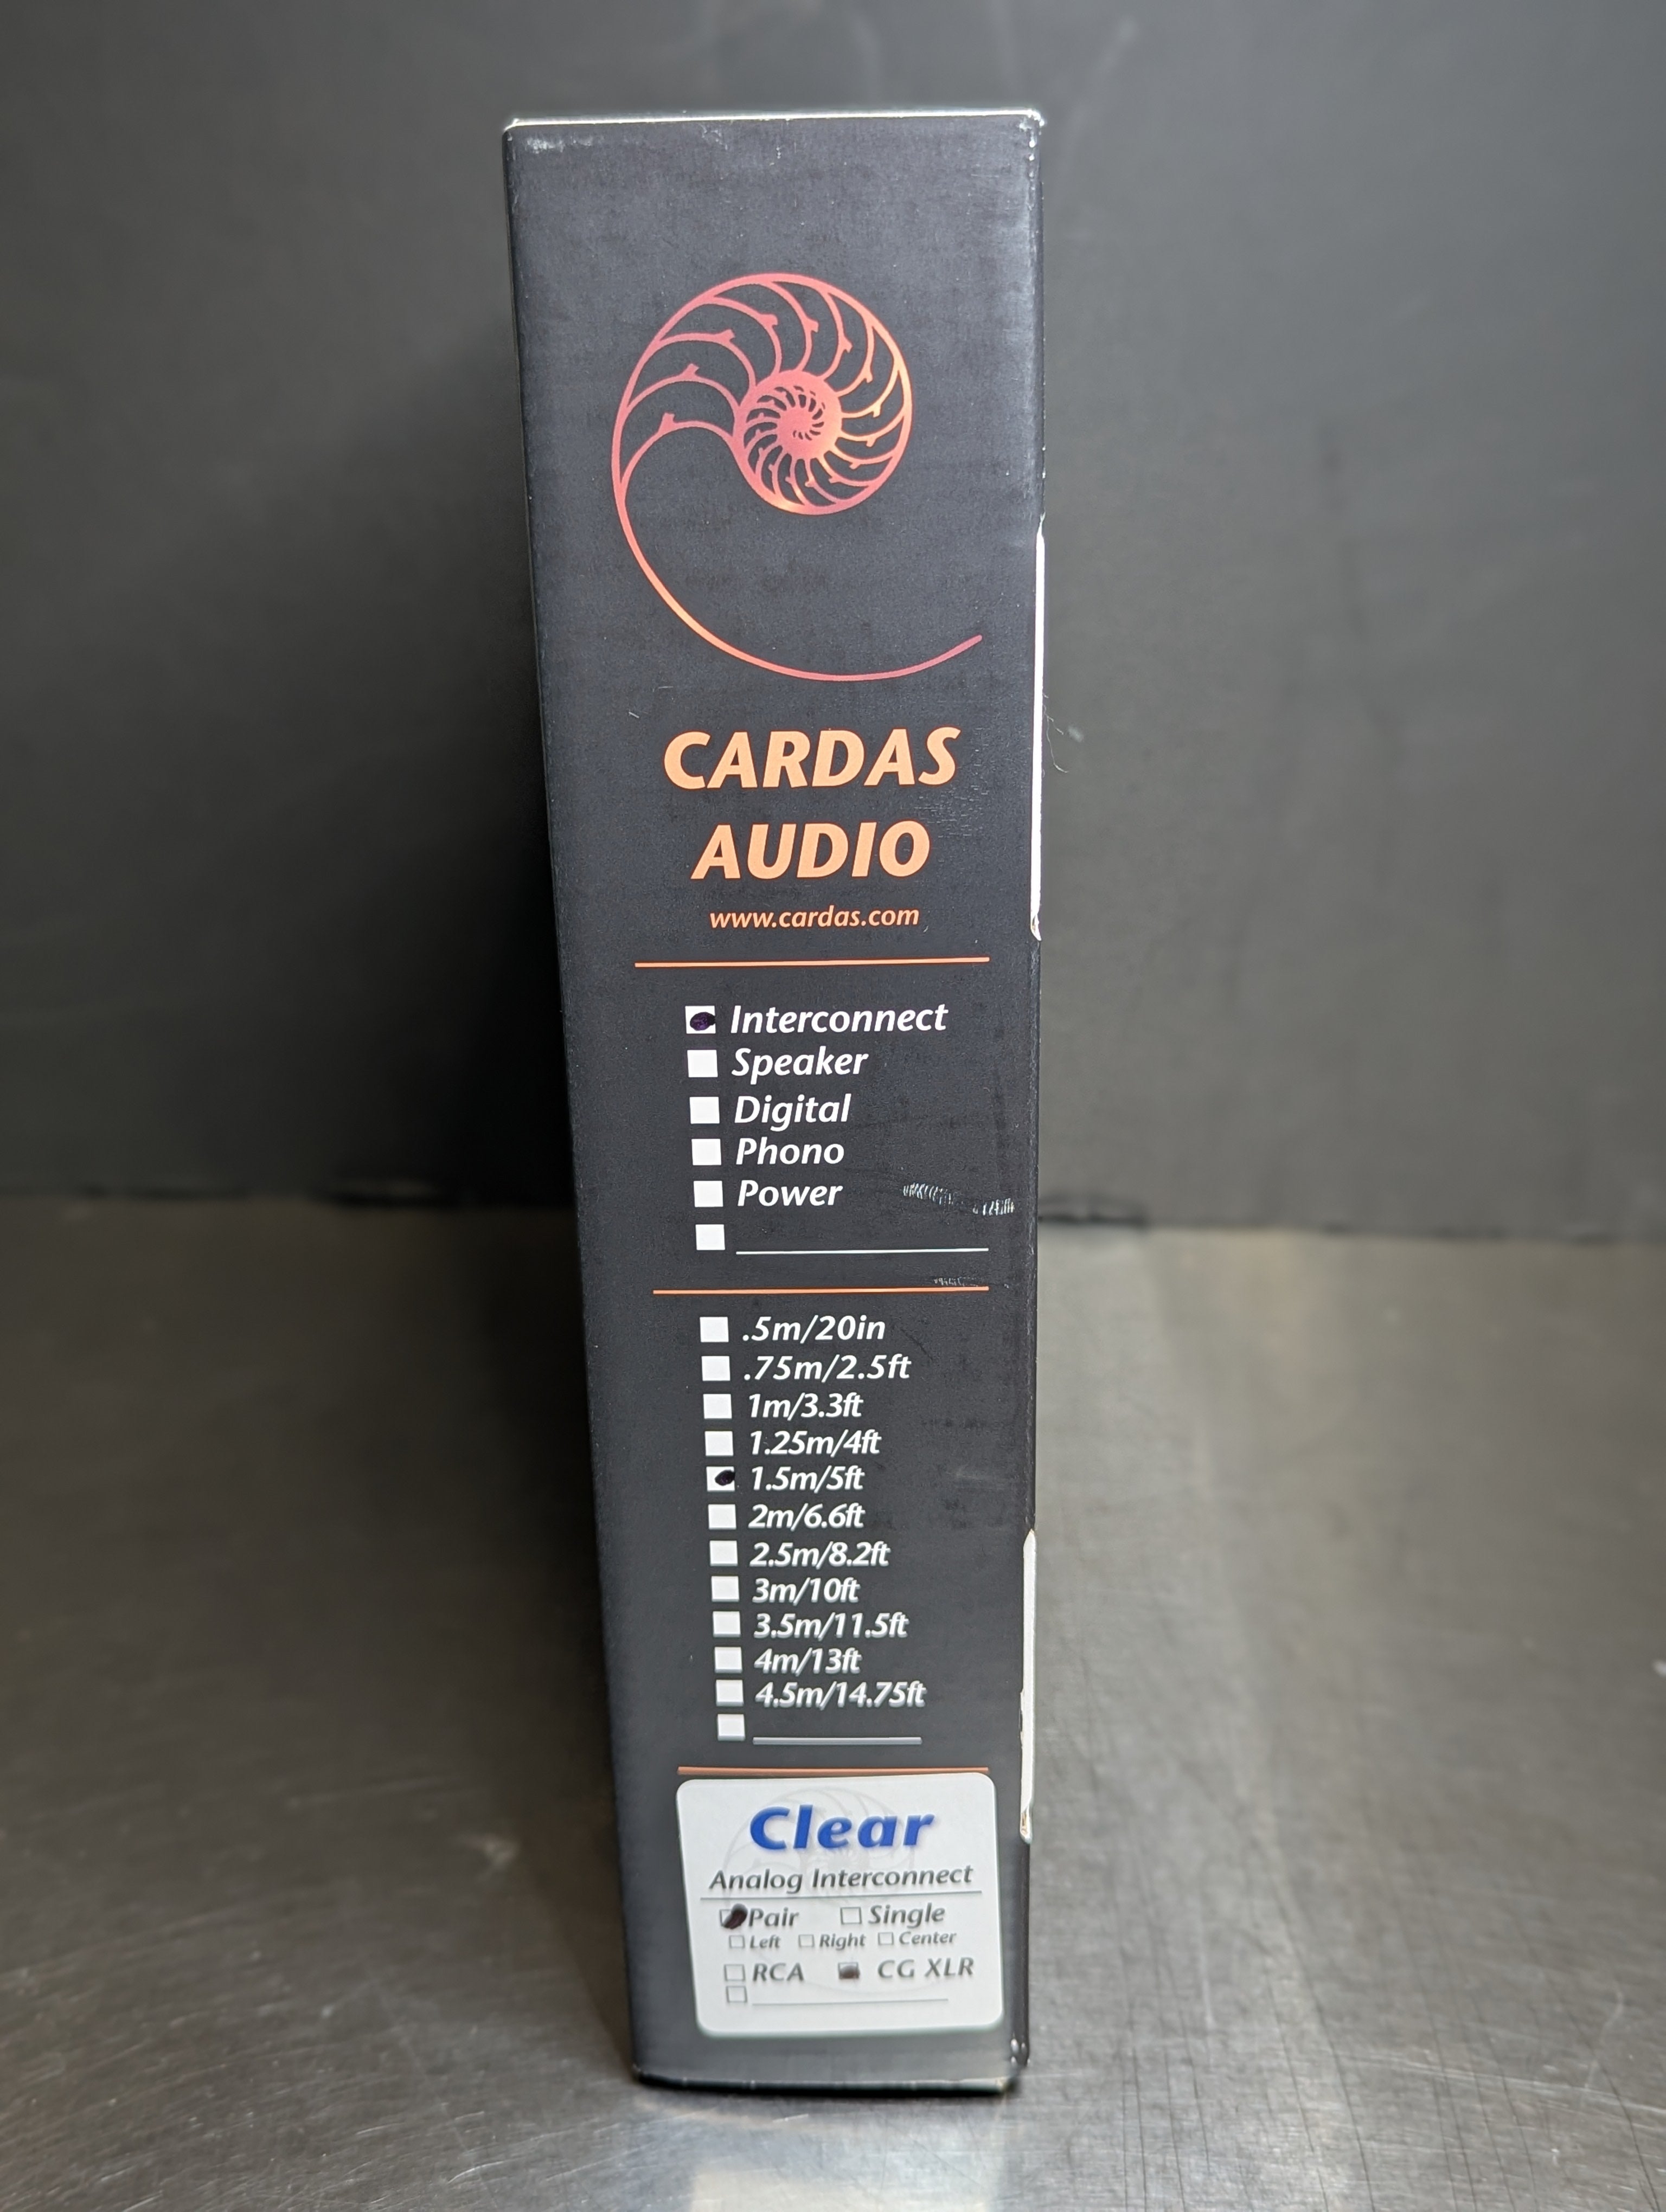 CARDAS
AUDIO
www.cardas.com
Interconnect
Speaker
Digital
Phono
Power
.5m/20in
.75m/2.5ft
1m/3.3ft
1.25m/4ft
1.5m/5ft
2m/6.6ft
2.5m/8.2ft
3m/10ft
3.5m/11.5ft
4m/13ft
4.5m/14.75ft
Clear
Analog Interconnect
Pair Single
Left Right Center
RCA CG XLR